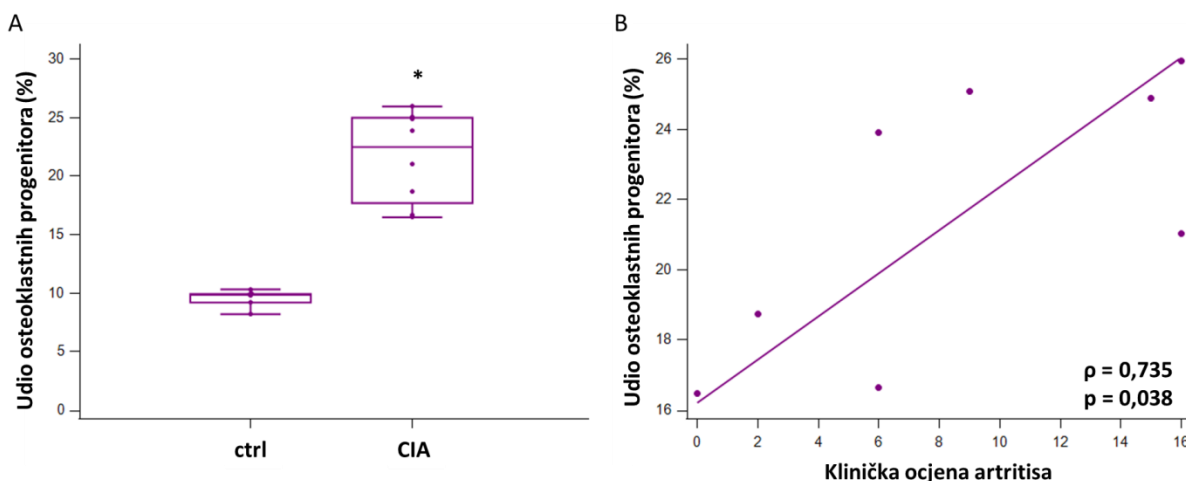 A
Udio osteoklastnih progenitora (%)
30
25
20
15
10
5
0
*
ctrl
CIA
B
Udio osteoklastnih progenitora (%)
26
24
22
20
18
16
0 2 4 6 8 10 12 14 16
ρ = 0,735
p = 0,038
Klinička ocjena artritisa